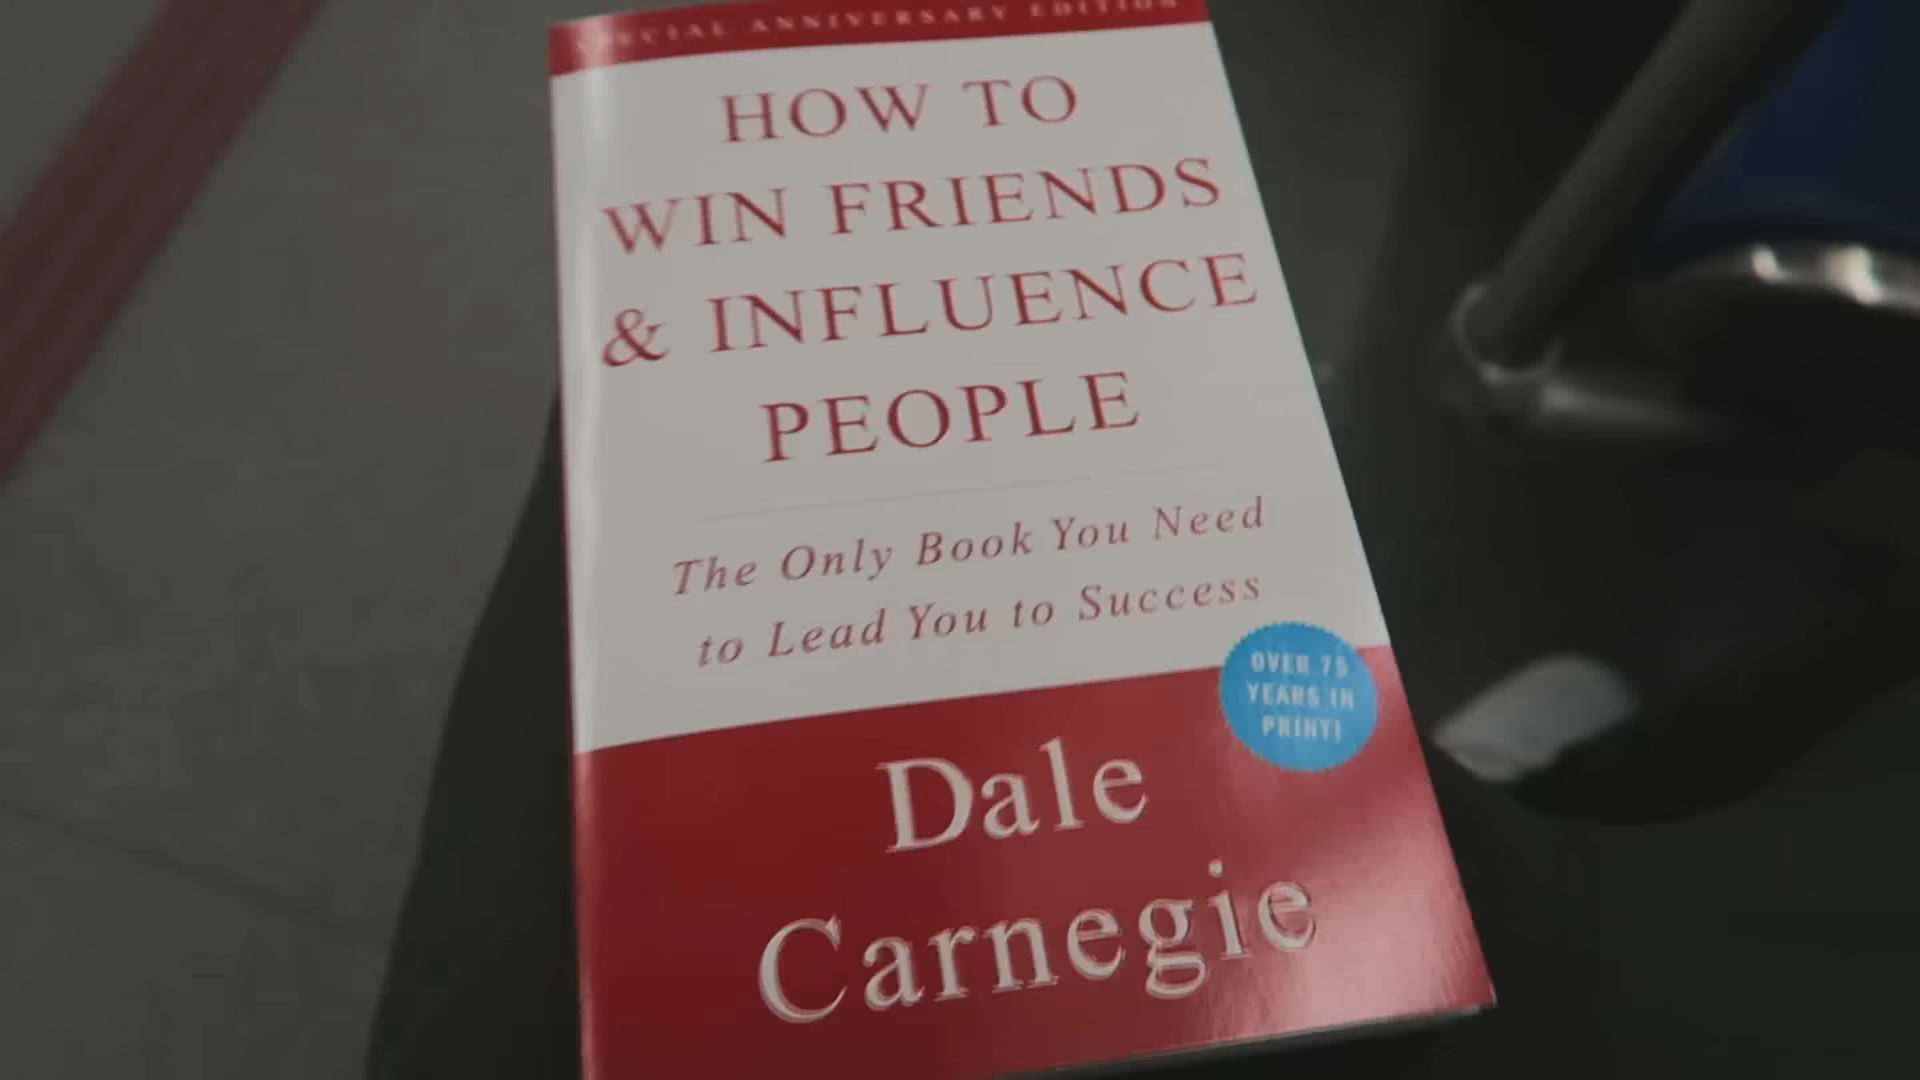 SPECIAL ANNIVERSARY EDITION
HOW TO
WIN FRIENDS
& INFLUENCE
PEOPLE
The Only Book You Need
to Lead You to Success
OVER 75
YEARS IN
PRINT!
Dale
Carnegie